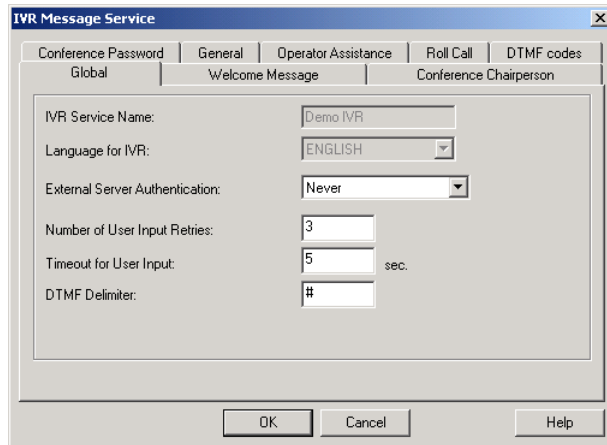 IVR Message Service
Conference Password General Operator Assistance Roll Call DTMF codes
Global Welcome Message Conference Chairperson
IVR Service Name: Demo IVR
Language for IVR: ENGLISH
External Server Authentication: Never
Number of User Input Retries: 3
Timeout for User Input: 5 sec.
DTMF Delimiter: #
OK Cancel Help